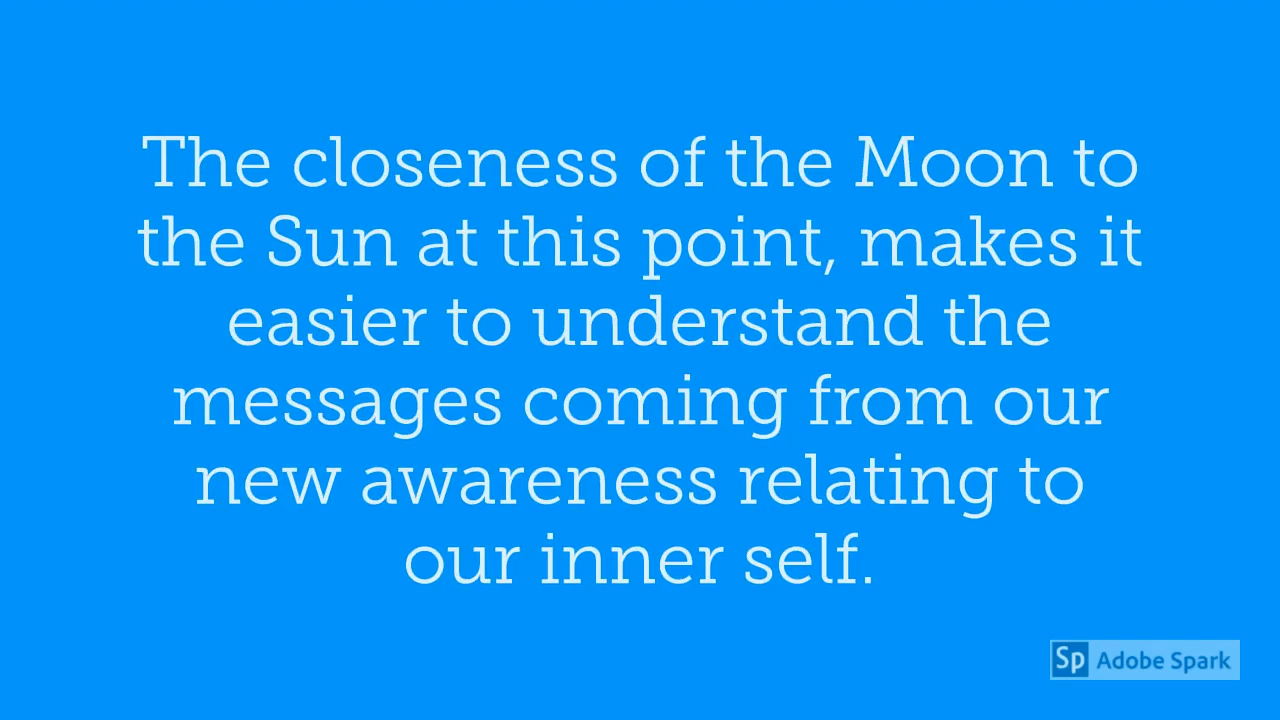 The closeness of the Moon to
the Sun at this point, makes it
easier to understand the
messages coming from our
new awareness relating to
our inner self.
Sp Adobe Spark